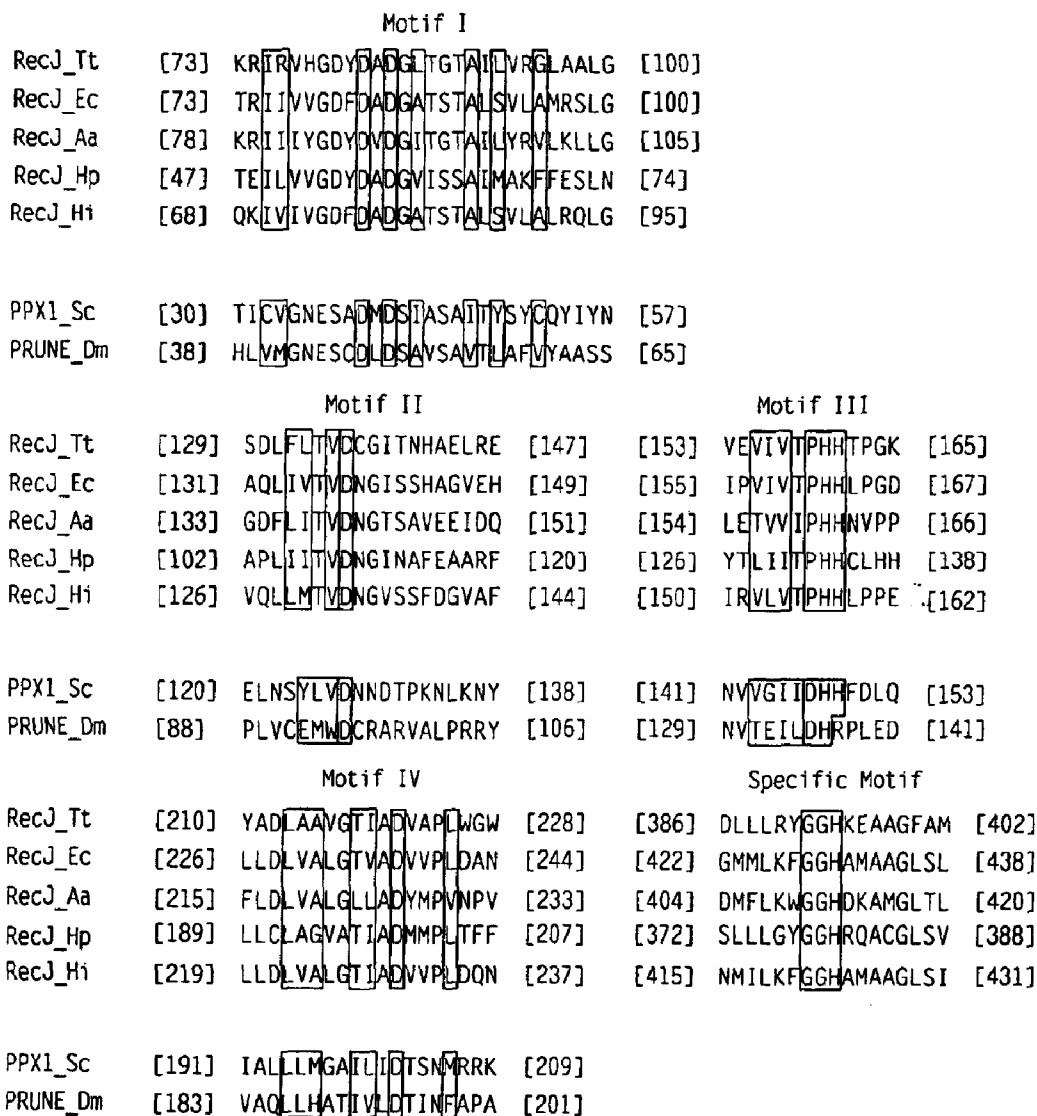 Motif I
RecJ_Tt [73] KRIRVHGDYDADGLTGTAILVRGLAALG [100]
RecJ_Ec [73] TRIIVVGDFDADGATSTALSVLAMRSLG [100]
RecJ_Aa [78] KRIIIYGDYDVDGITGTAILYRVLKLLG [105]
RecJ_Hp [47] TEILVVGDYDADGVISSAIMAKFFESLN [74]
RecJ_Hi [68] QKIVIVGDFDADGATSTALSVLALRQLG [95]
PPX1_Sc [30] TICVGNESADMDSIASAITYSYCQYIYN [57]
PRUNE_Dm [38] HLVMGNESCDLDSAVSAVTLAFVYAASS [65]
Motif II Motif III
RecJ_Tt [129] SDLFLTVDCGITNHAELRE [147] [153] VEVIVTPHHTPGK [165]
RecJ_Ec [131] AQLIVTVDNGISSHAGVEH [149] [155] IPVIVTPHHLPGD [167]
RecJ_Aa [133] GDFLITVDNGTSAVEEIDQ [151] [154] LETVVIPHHNVPP [166]
RecJ_Hp [102] APLIITVDNGINAFEAARF [120] [126] YTLIITPHHCLHH [138]
RecJ_Hi [126] VQLLMTVDNGVSSFDGVAF [144] [150] IRVLVTPHHLPPE [162]
PPX1_Sc [120] ELNSYLVDNNDTPKNLKNY [138] [141] NVVGIIDHHFDLQ [153]
PRUNE_Dm [88] PLVCEMWDCRARVALPRRY [106] [129] NVTEILDHRPLED [141]
Motif IV Specific Motif
RecJ_Tt [210] YADLAAVGTIADVAPLWGW [228] [386] DLLLRYGGHKEAAGFAM [402]
RecJ_Ec [226] LLDLVALGTVADVVPLDAN [244] [422] GMMLKFGGHAMAAGLSL [438]
RecJ_Aa [215] FLDLVALGLLADYMPVNPV [233] [404] DMFLKWGGHDKAMGLTL [420]
RecJ_Hp [189] LLCLAGVATIADMMPLTFF [207] [372] SLLLGYGGHRQACGLSV [388]
RecJ_Hi [219] LLDLVALGTIADVVPLDQN [237] [415] NMILKFGGHAMAAGLSI [431]
PPX1_Sc [191] IALLLMGAILIDTSNMRRK [209]
PRUNE_Dm [183] VAQLLHATIVLDTINFAPA [201]